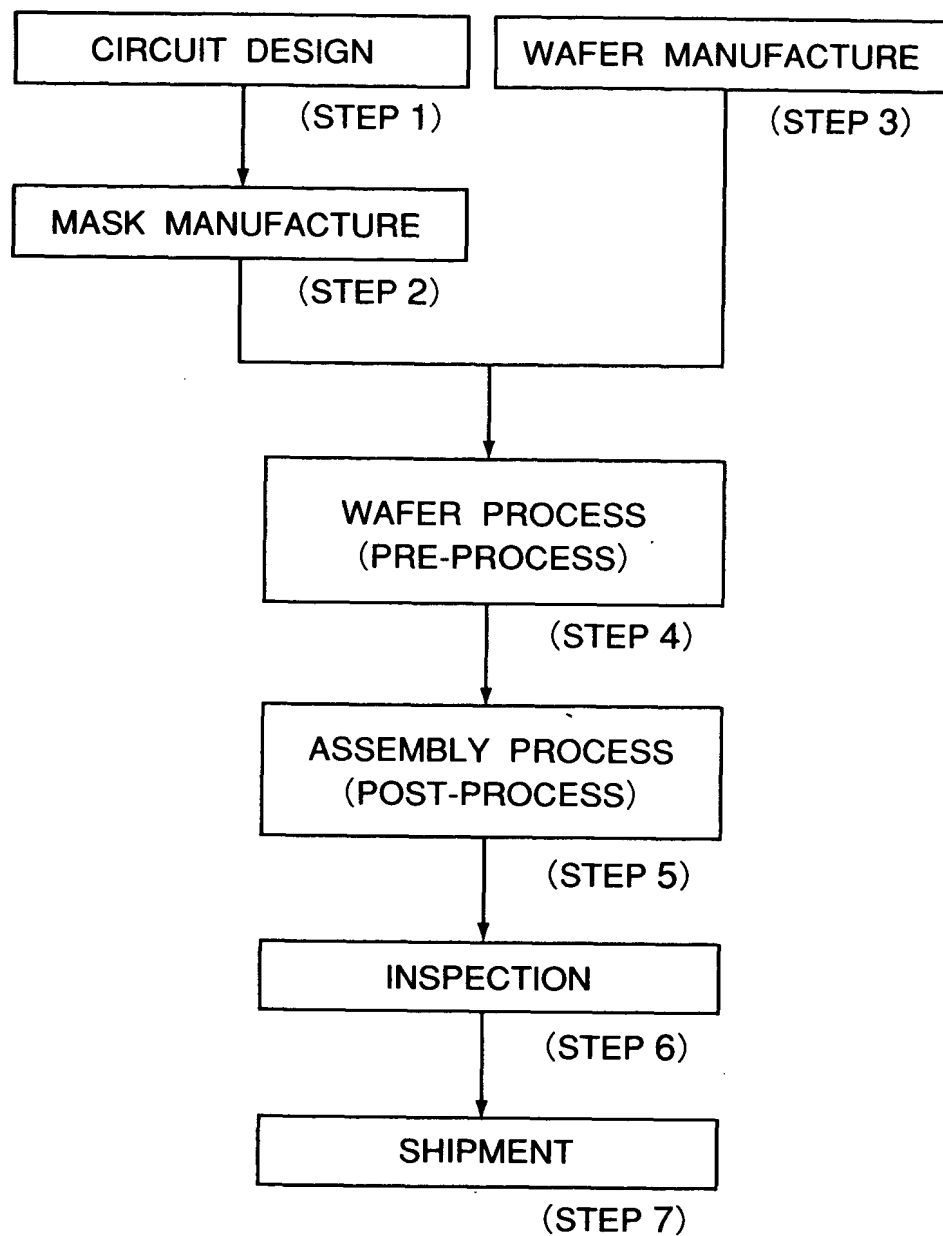 CIRCUIT DESIGN
(STEP 1)
WAFER MANUFACTURE
(STEP 3)
MASK MANUFACTURE
(STEP 2)
WAFER PROCESS
(PRE-PROCESS)
(STEP 4)
ASSEMBLY PROCESS
(POST-PROCESS)
(STEP 5)
INSPECTION
(STEP 6)
SHIPMENT
(STEP 7)